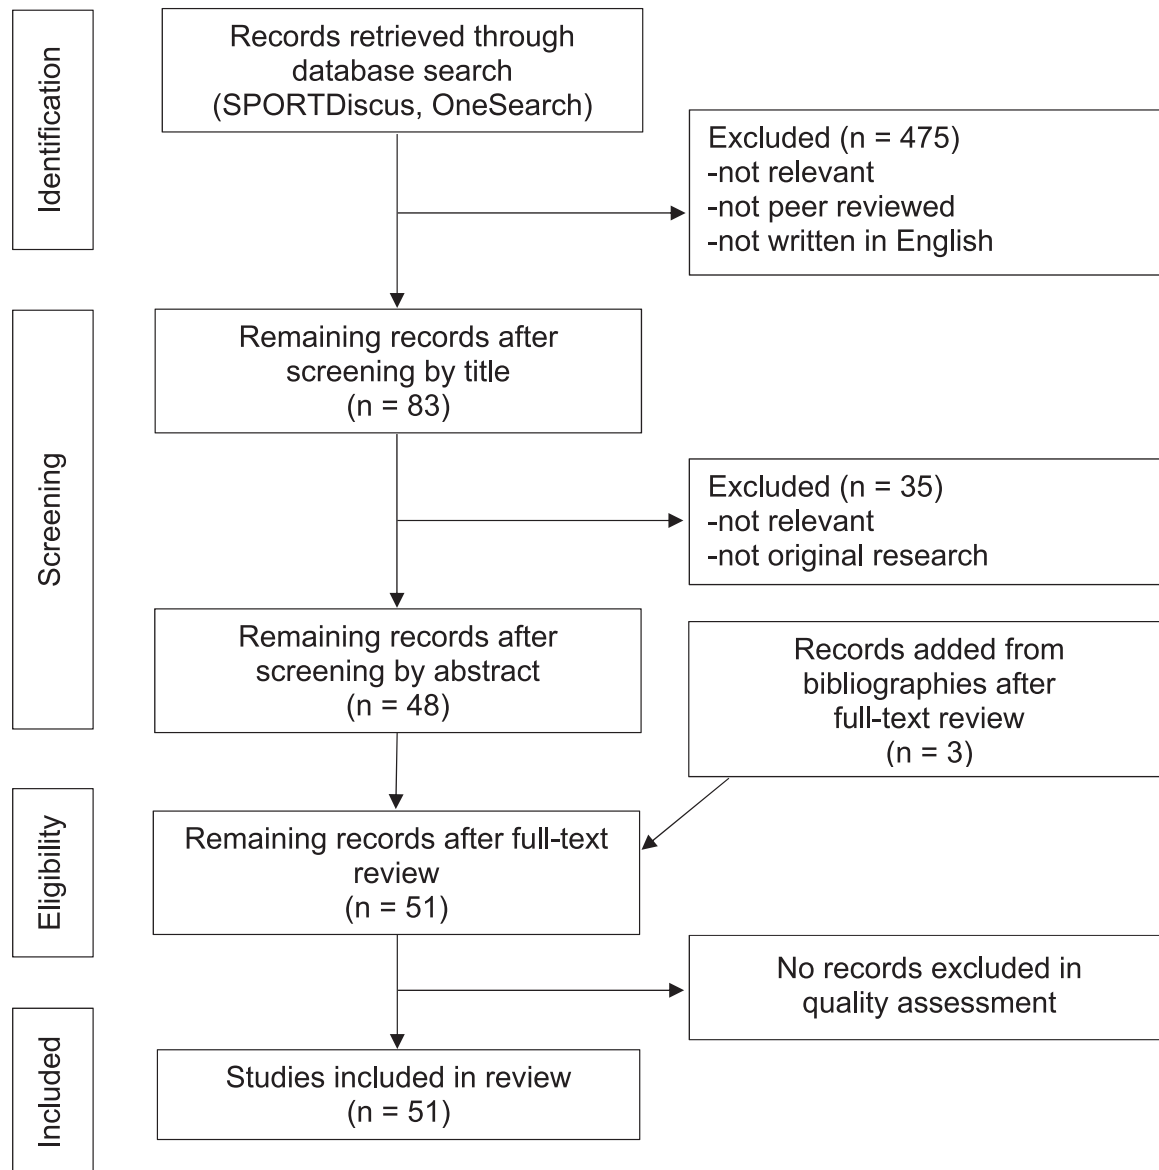 Identification
Records retrieved through
database search
(SPORTDiscus, OneSearch)
Excluded (n = 475)
-not relevant
-not peer reviewed
-not written in English
Screening
Remaining records after
screening by title
(n = 83)
Excluded (n = 35)
-not relevant
-not original research
Remaining records after
screening by abstract
(n = 48)
Records added from
bibliographies after
full-text review
(n = 3)
Eligibility
Remaining records after full-text
review
(n = 51)
No records excluded in
quality assessment
Included
Studies included in review
(n = 51)